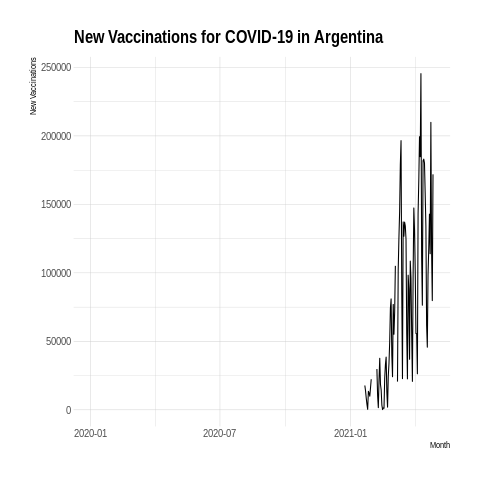 New Vaccinations for COVID-19 in Argentina
New Vaccinations
250000
200000
150000
100000
50000
0
2020-01 2020-07 2021-01
Month